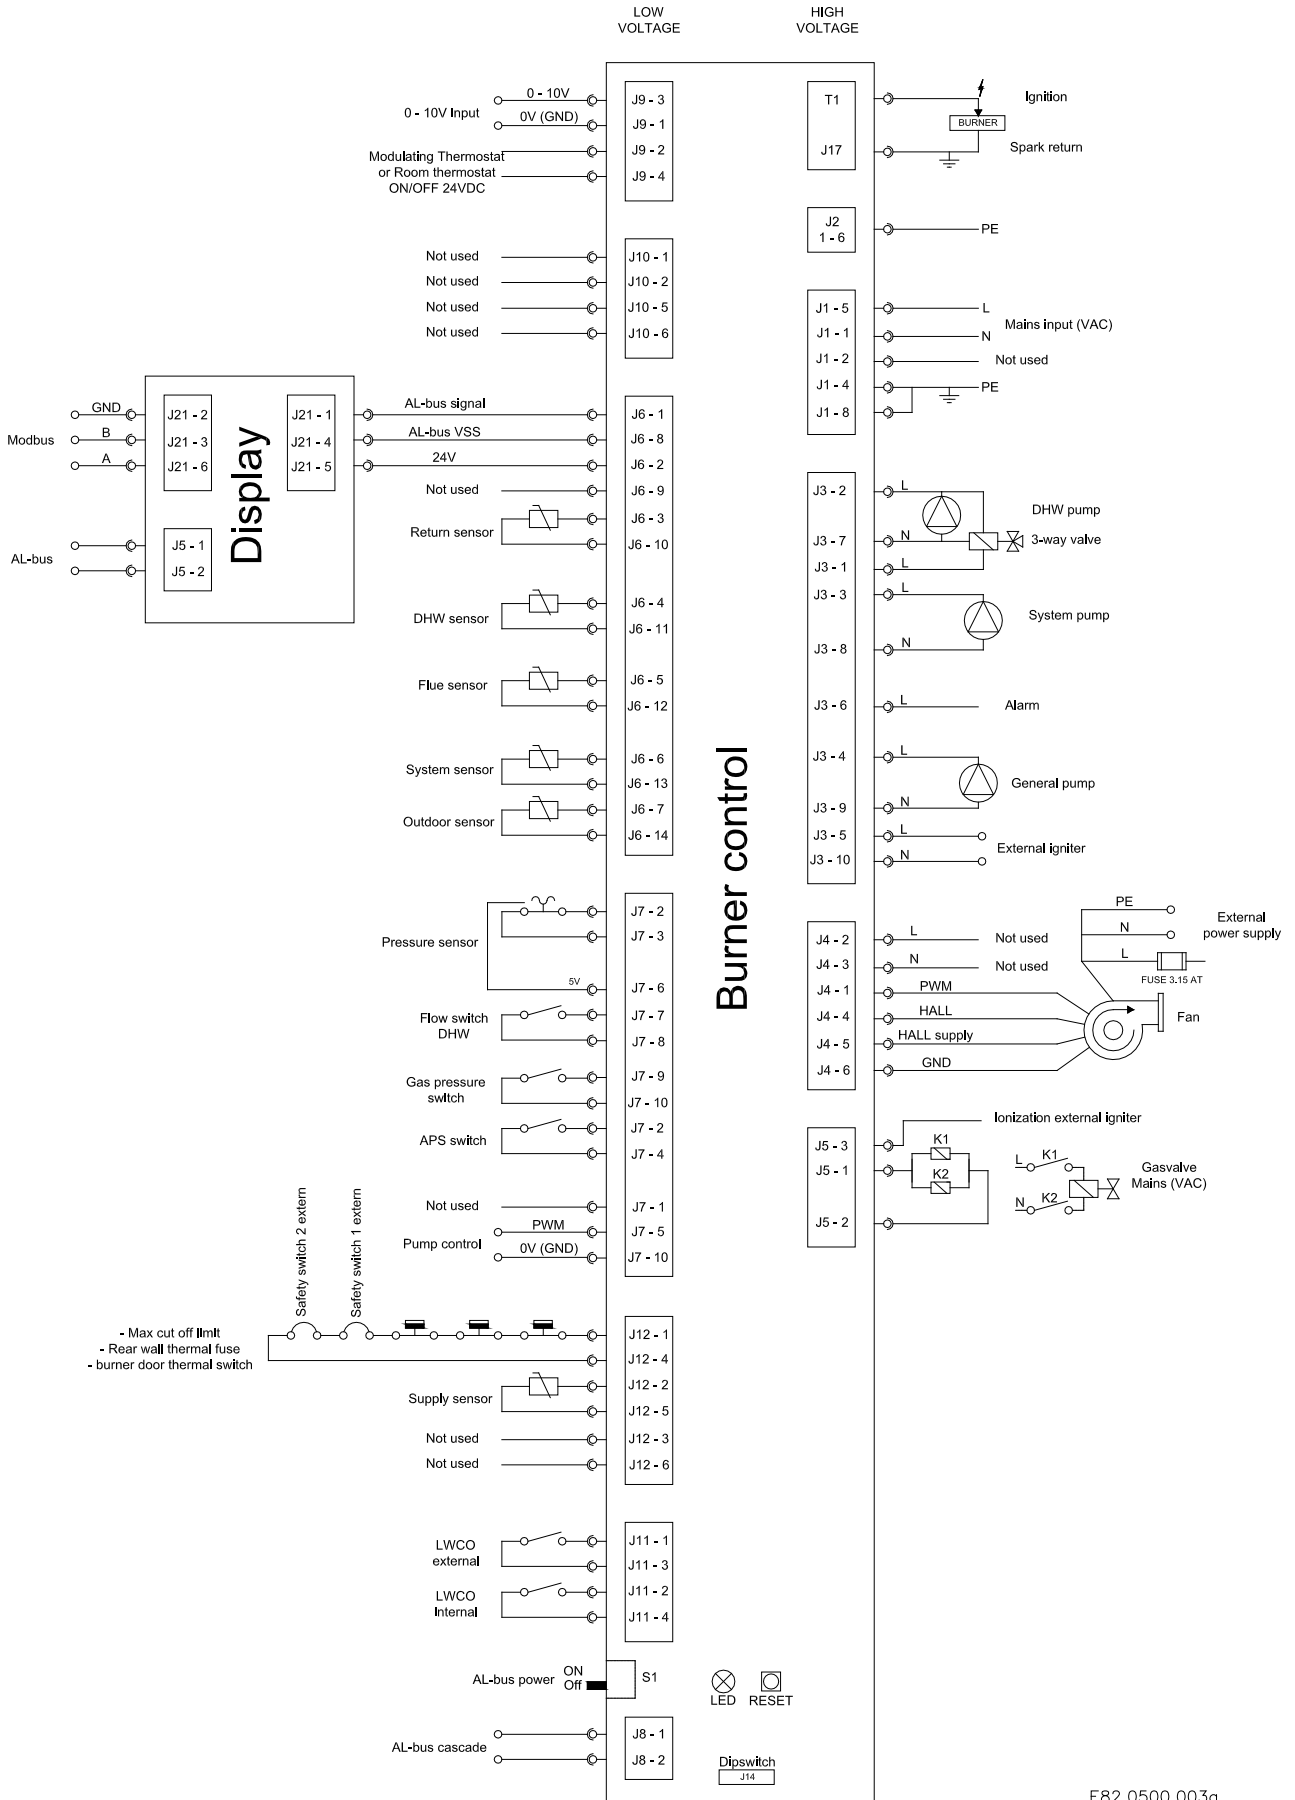 LOW
VOLTAGE
HIGH
VOLTAGE
0 - 10V Input
0 - 10V
0V (GND)
J9 - 3
J9 - 1
J9 - 2
J9 - 4
Modulating Thermostat
or Room thermostat
ON/OFF 24VDC
Not used
J10 - 1
Not used
J10 - 2
Not used
J10 - 5
Not used
J10 - 6
Modbus
GND
B
A
J21 - 2
J21 - 3
J21 - 6
AL-bus
J5 - 1
J5 - 2
Display
J21 - 1
J21 - 4
J21 - 5
AL-bus signal
J6 - 1
AL-bus VSS
J6 - 8
24V
J6 - 2
Not used
J6 - 9
Return sensor
J6 - 3
J6 - 10
DHW sensor
J6 - 4
J6 - 11
Flue sensor
J6 - 5
J6 - 12
System sensor
J6 - 6
J6 - 13
Outdoor sensor
J6 - 7
J6 - 14
Pressure sensor
J7 - 2
J7 - 3
5V
J7 - 6
Flow switch
DHW
J7 - 7
J7 - 8
Gas pressure
switch
J7 - 9
J7 - 10
APS switch
J7 - 2
J7 - 4
Not used
J7 - 1
Pump control
PWM
J7 - 5
0V (GND)
J7 - 10
Safety switch 2 extern
Safety switch 1 extern
- Max cut off limit
- Rear wall thermal fuse
- burner door thermal switch
J12 - 1
J12 - 4
Supply sensor
J12 - 2
J12 - 5
Not used
J12 - 3
Not used
J12 - 6
LWCO
external
J11 - 1
J11 - 3
LWCO
Internal
J11 - 2
J11 - 4
AL-bus power
ON
Off
S1
AL-bus cascade
J8 - 1
J8 - 2
Burner control
LED
RESET
Dipswitch
J14
T1
Ignition
BURNER
J17
Spark return
J2
1 - 6
PE
J1 - 5
L
J1 - 1
N
Mains input (VAC)
J1 - 2
Not used
J1 - 4
PE
J1 - 8
J3 - 2
L
DHW pump
J3 - 7
N
3-way valve
J3 - 1
L
J3 - 3
L
System pump
J3 - 8
N
J3 - 6
L
Alarm
J3 - 4
L
General pump
J3 - 9
N
J3 - 5
L
External igniter
J3 - 10
N
J4 - 2
L
Not used
J4 - 3
N
Not used
J4 - 1
PWM
J4 - 4
HALL
J4 - 5
HALL supply
J4 - 6
GND
PE
N
L
External
power supply
FUSE 3.15 AT
Fan
Ionization external igniter
J5 - 3
J5 - 1
J5 - 2
K1
K2
L
K1
N
K2
Gasvalve
Mains (VAC)